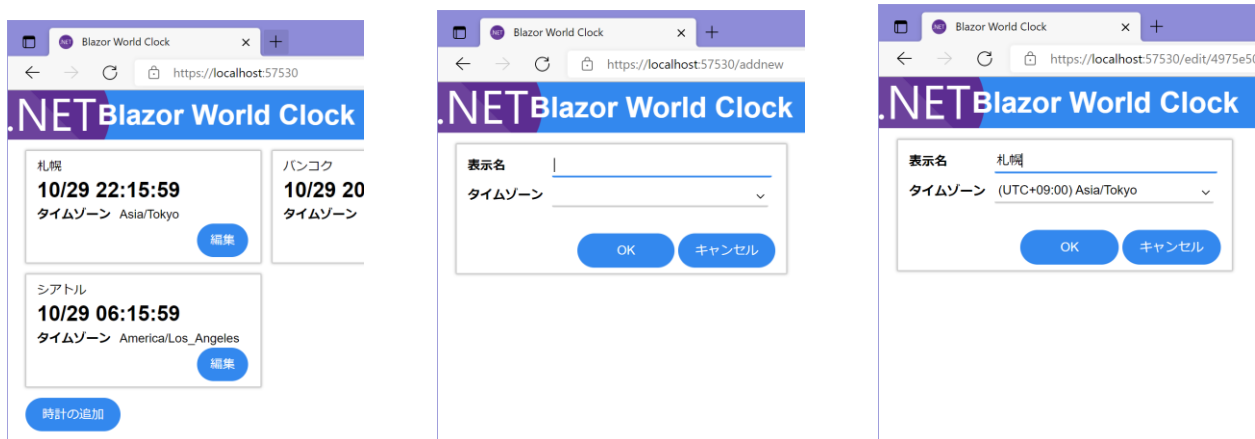 Blazor World Clock
https://localhost:57530
.NET Blazor World Clock
札幌
10/29 22:15:59
タイムゾーン Asia/Tokyo
編集
バンコク
10/29 20
タイムゾーン
シアトル
10/29 06:15:59
タイムゾーン America/Los_Angeles
編集
時計の追加
Blazor World Clock
https://localhost:57530/addnew
.NET Blazor World Clock
表示名
タイムゾーン
OK キャンセル
Blazor World Clock
https://localhost:57530/edit/4975e50
.NET Blazor World Clock
表示名 札幌
タイムゾーン (UTC+09:00) Asia/Tokyo
OK キャンセル